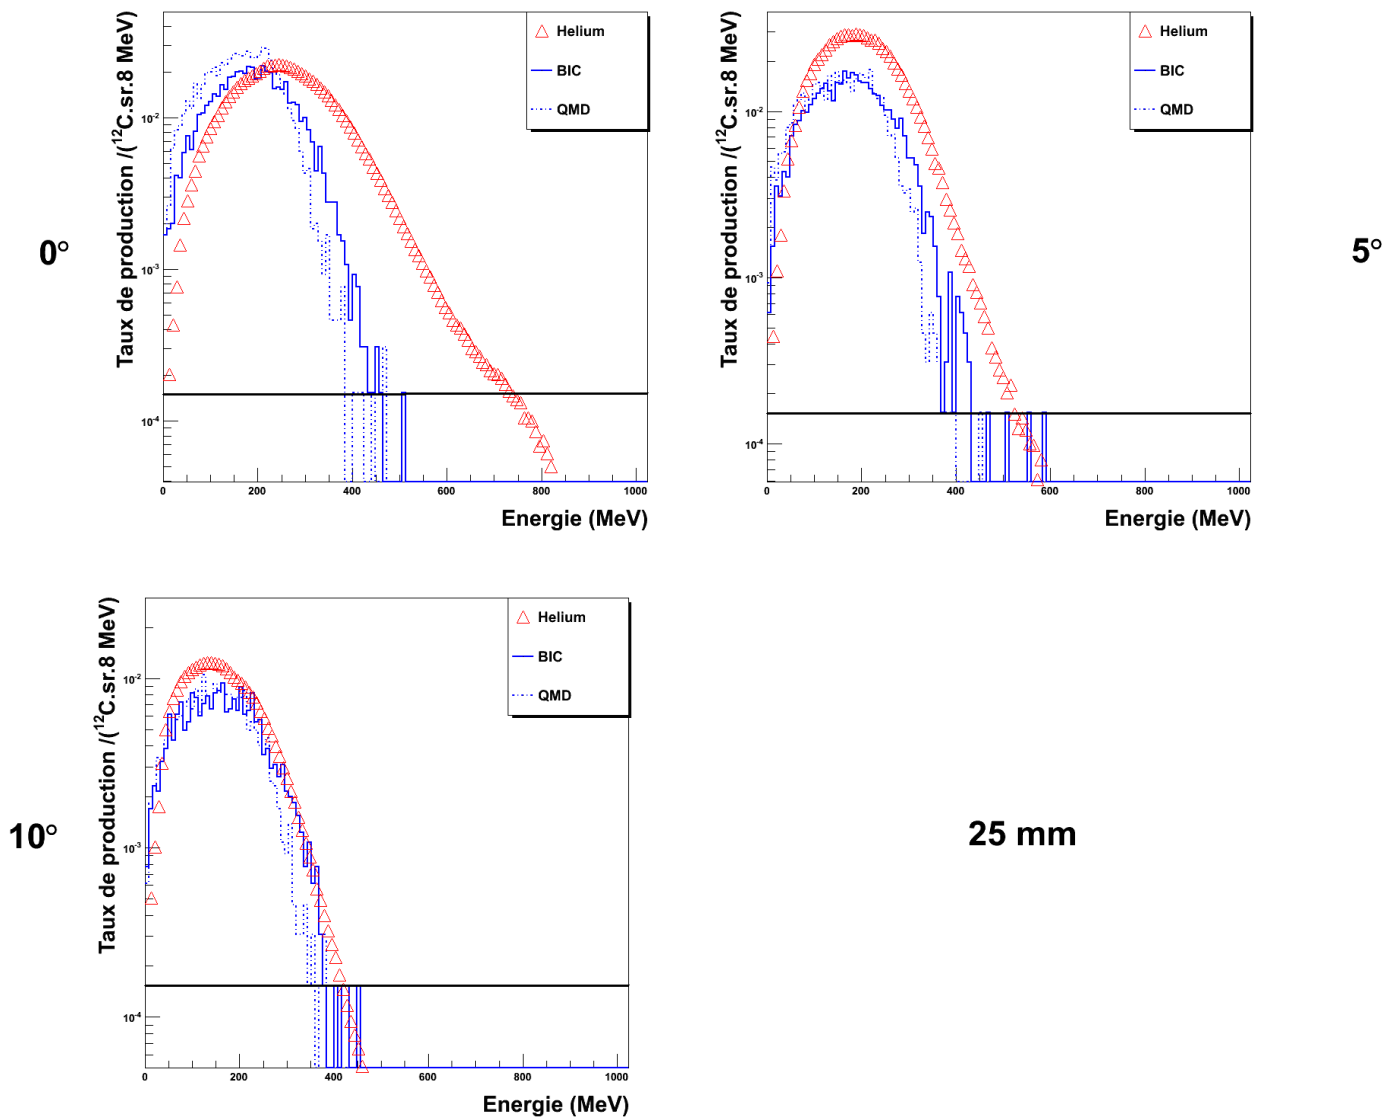 Taux de production /(¹²C.sr.8 MeV)
10⁻²
10⁻³
10⁻⁴
0 200 400 600 800 1000
Energie (MeV)
Helium
BIC
QMD
0°
Taux de production /(¹²C.sr.8 MeV)
10⁻²
10⁻³
10⁻⁴
0 200 400 600 800 1000
Energie (MeV)
Helium
BIC
QMD
5°
Taux de production /(¹²C.sr.8 MeV)
10⁻²
10⁻³
10⁻⁴
0 200 400 600 800 1000
Energie (MeV)
Helium
BIC
QMD
10°
25 mm